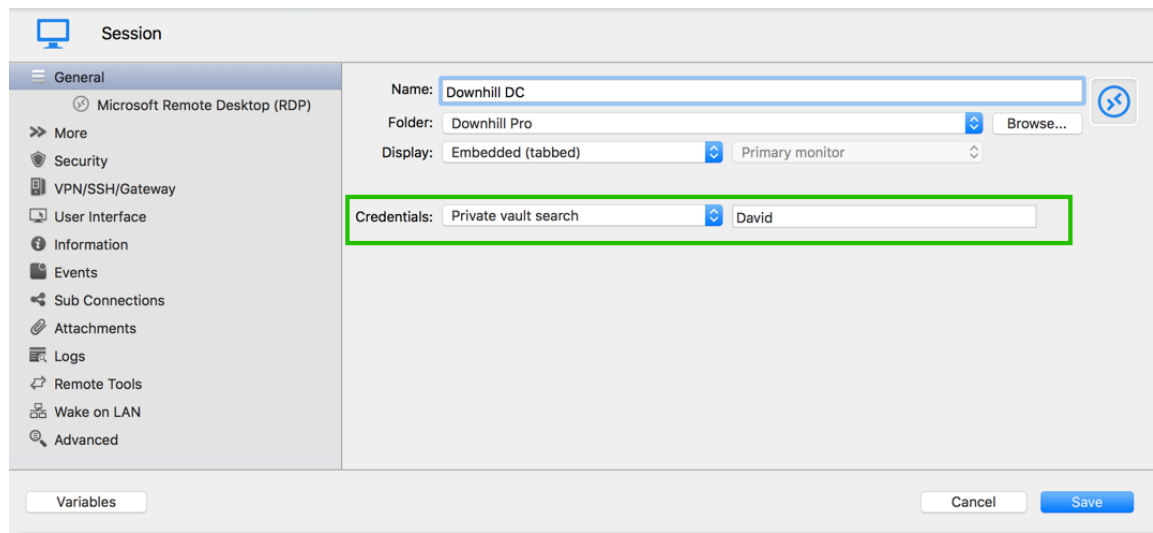 Session
General
Microsoft Remote Desktop (RDP)
More
Security
VPN/SSH/Gateway
User Interface
Information
Events
Sub Connections
Attachments
Logs
Remote Tools
Wake on LAN
Advanced
Name: Downhill DC
Folder: Downhill Pro Browse...
Display: Embedded (tabbed) Primary monitor
Credentials: Private vault search David
Variables Cancel Save